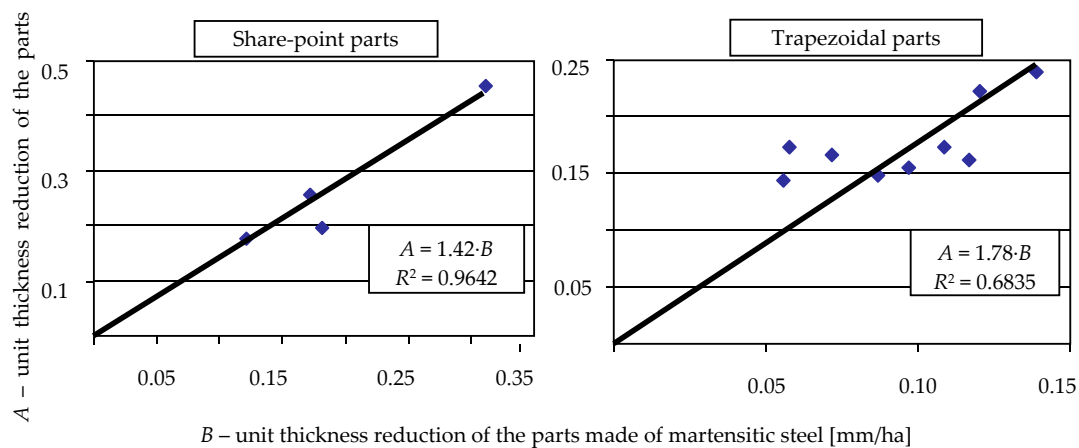 Share-point parts
Trapezoidal parts
A – unit thickness reduction of the parts
0.5
0.3
0.1
A = 1.42·B
R² = 0.9642
0.05 0.15 0.25 0.35
0.25
0.15
0.05
A = 1.78·B
R² = 0.6835
0.05 0.10 0.15
B – unit thickness reduction of the parts made of martensitic steel [mm/ha]